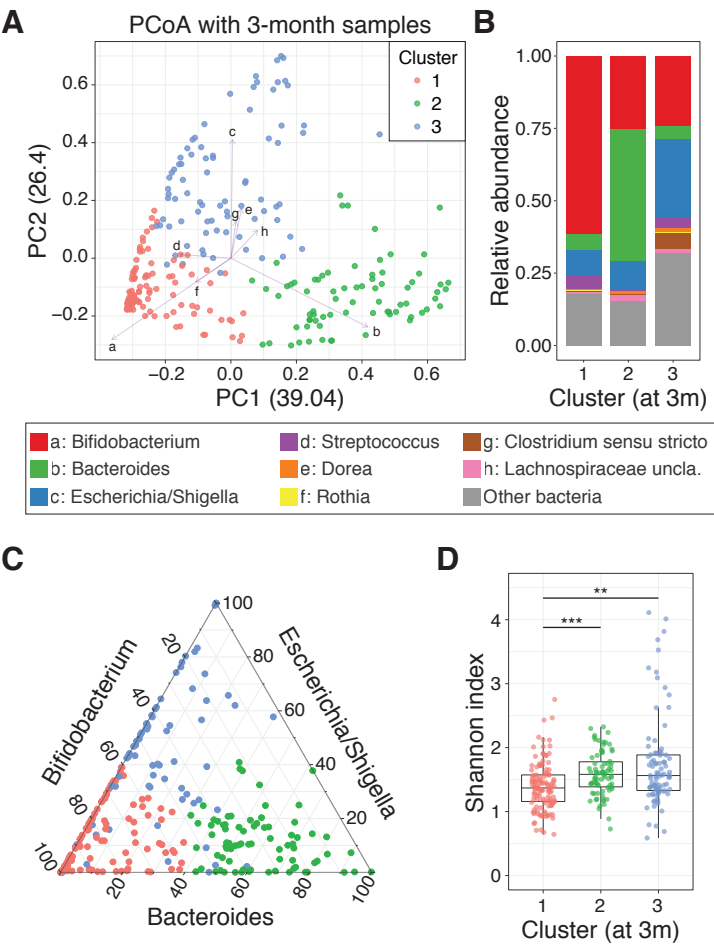 A
PCoA with 3-month samples
Cluster
1
2
3
PC2 (26.4)
0.6
0.4
0.2
0.0
−0.2
c
g
e
h
d
f
a
b
−0.2
0.0
0.2
0.4
0.6
PC1 (39.04)
B
Relative abundance
1.00
0.75
0.50
0.25
0.00
1
2
3
Cluster (at 3m)
a: Bifidobacterium
d: Streptococcus
g: Clostridium sensu stricto
b: Bacteroides
e: Dorea
h: Lachnospiraceae uncla.
c: Escherichia/Shigella
f: Rothia
Other bacteria
C
Bifidobacterium
20
40
60
80
100
Escherichia/Shigella
100
80
60
40
20
20
40
60
80
100
Bacteroides
D
Shannon index
4
3
2
1
0
**
***
1
2
3
Cluster (at 3m)